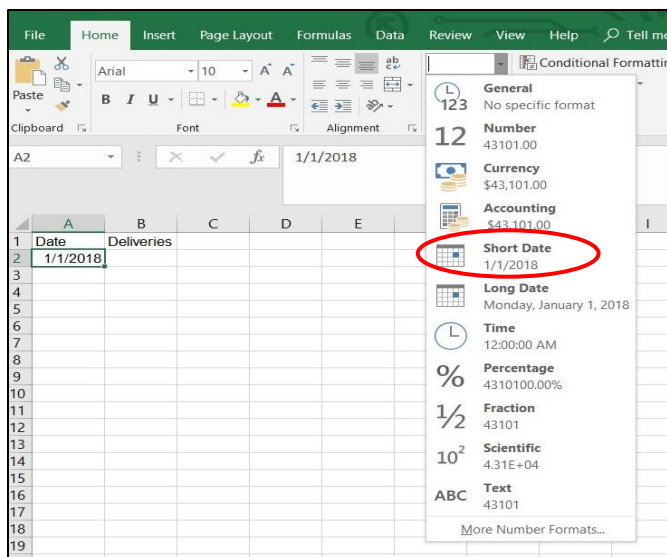 File Home Insert Page Layout Formulas Data Review View Help Tell me
Arial 10 A A ab Conditional Formattin
Paste B I U A
Clipboard Font Alignment
A2 fx 1/1/2018
A B C D E I
1 Date Deliveries
2 1/1/2018
3
4
5
6
7
8
9
10
11
12
13
14
15
16
17
18
19
123
General
No specific format
12
Number
43101.00
Currency
$43,101.00
Accounting
$43,101.00
Short Date
1/1/2018
Long Date
Monday, January 1, 2018
Time
12:00:00 AM
%
Percentage
4310100.00%
1/2
Fraction
43101
10²
Scientific
4.31E+04
ABC
Text
43101
More Number Formats...